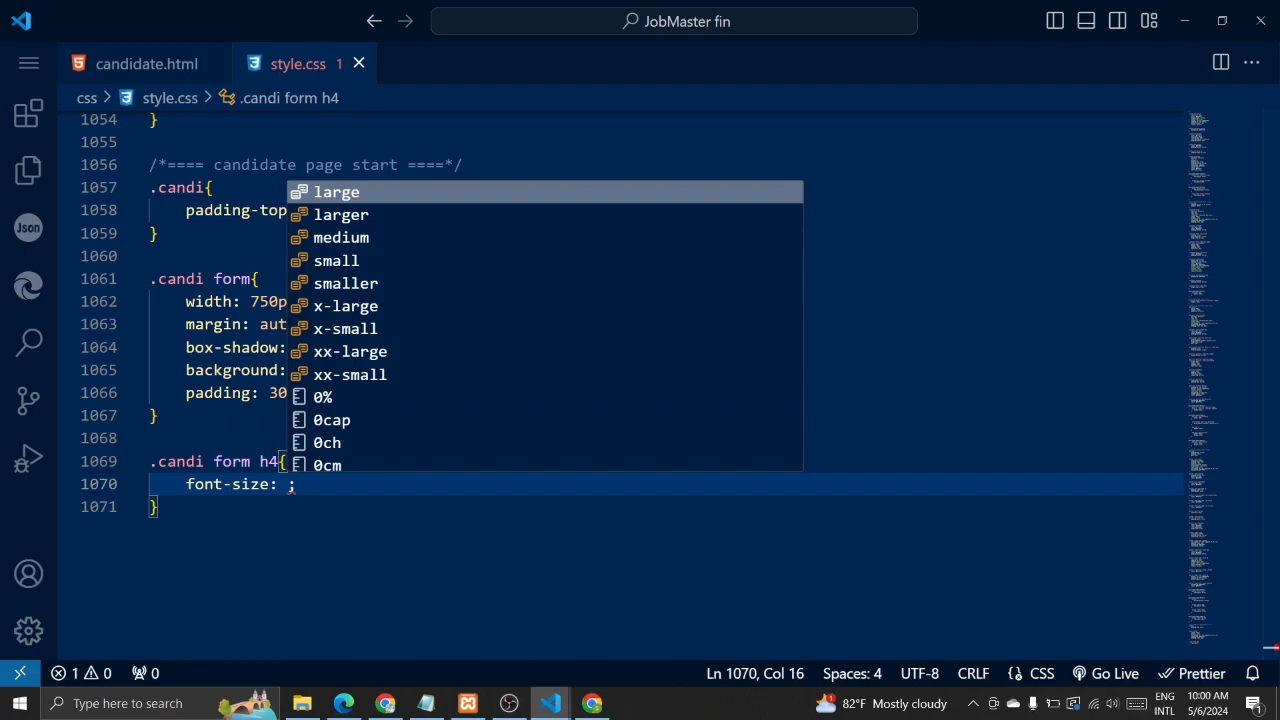 JobMaster fin
candidate.html
style.css 1
css > style.css > .candi form h4
1054 }
1055
1056 /*==== candidate page start ====*/
1057 .candi{
1058 padding-top
1059 }
1060
1061 .candi form{
1062 width: 750p
1063 margin: aut
1064 box-shadow:
1065 background:
1066 padding: 30
1067 }
1068
1069 .candi form h4{
1070 font-size: ;
1071 }
large
larger
medium
small
smaller
x-large
x-small
xx-large
xx-small
0%
0cap
0ch
0cm
Json
1 0 0
Ln 1070, Col 16 Spaces: 4 UTF-8 CRLF CSS Go Live Prettier
Type here to search
82°F Mostly cloudy
ENG
INTL
10:00 AM
5/6/2024